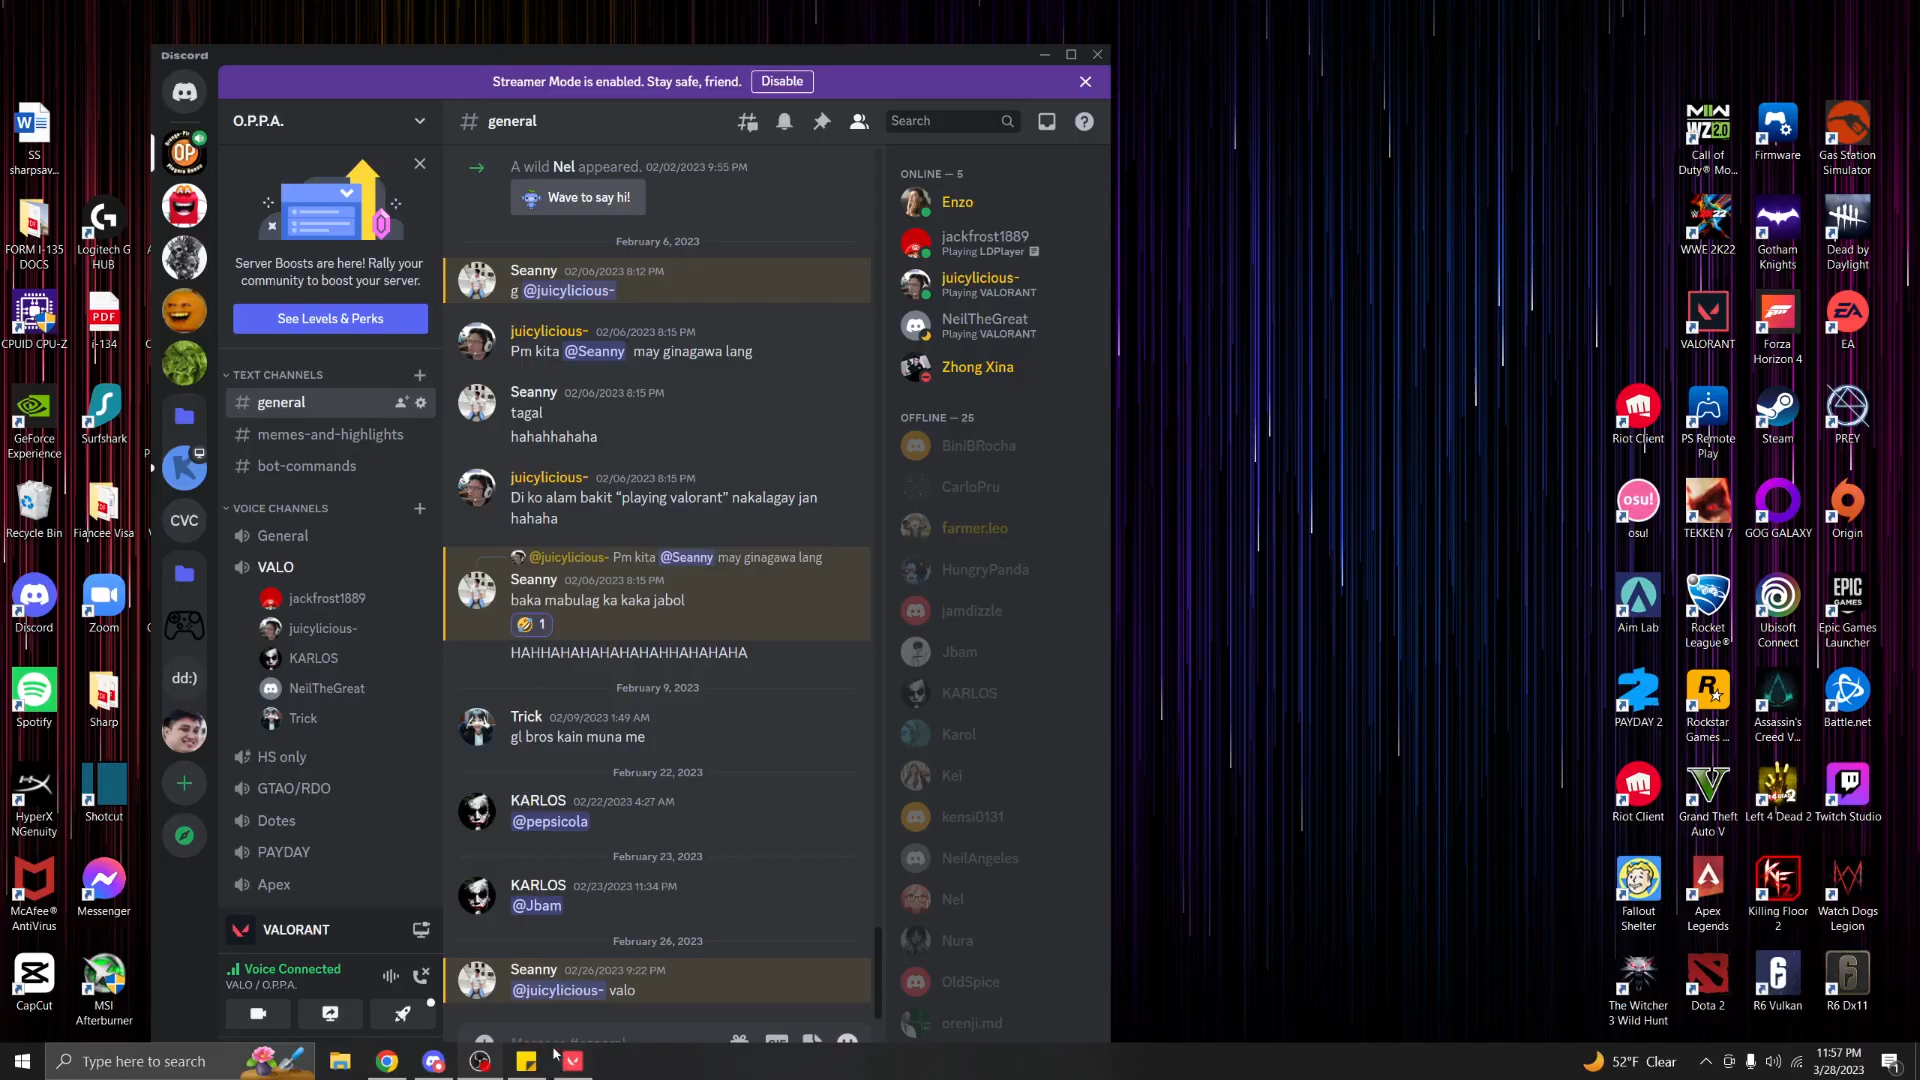 Discord
Streamer Mode is enabled. Stay safe, friend.
Disable
O.P.P.A.
general
Search
Server Boosts are here! Rally your
community to boost your server.
See Levels & Perks
TEXT CHANNELS
general
memes-and-highlights
bot-commands
VOICE CHANNELS
General
VALO
jackfrost1889
juicylicious-
KARLOS
NeilTheGreat
Trick
HS only
GTAO/RDO
Dotes
PAYDAY
Apex
VALORANT
Voice Connected
VALO / O.P.P.A.
CVC
dd:)
A wild Nel appeared. 02/02/2023 9:55 PM
Wave to say hi!
February 6, 2023
Seanny 02/06/2023 8:12 PM
g @juicylicious-
juicylicious- 02/06/2023 8:15 PM
Pm kita @Seanny may ginagawa lang
Seanny 02/06/2023 8:15 PM
tagal
hahahhahaha
juicylicious- 02/06/2023 8:15 PM
Di ko alam bakit “playing valorant” nakalagay jan
hahaha
@juicylicious- Pm kita @Seanny may ginagawa lang
Seanny 02/06/2023 8:15 PM
baka mabulag ka kaka jabol
1
HAHHAHAHAHAHAHHAHAHAHA
February 9, 2023
Trick 02/09/2023 1:49 AM
gl bros kain muna me
February 22, 2023
KARLOS 02/22/2023 4:27 AM
@pepsicola
February 23, 2023
KARLOS 02/23/2023 11:34 PM
@Jbam
February 26, 2023
Seanny 02/26/2023 9:22 PM
@juicylicious- valo
ONLINE — 5
Enzo
jackfrost1889
Playing LDPlayer
juicylicious-
Playing VALORANT
NeilTheGreat
Playing VALORANT
Zhong Xina
OFFLINE — 25
BiniBRocha
CarloPru
farmer.leo
HungryPanda
jamdizzle
Jbam
KARLOS
Karol
Kei
kensi0131
NeilAngeles
Nel
Nura
OldSpice
orenji.md
SS
sharpsav...
FORM I-135
DOCS
Logitech G
HUB
CPUID CPU-Z
PDF
i-134
GeForce
Experience
Surfshark
Recycle Bin
Fiancee Visa
Discord
Zoom
Spotify
Sharp
HyperX
NGenuity
Shotcut
McAfee®
AntiVirus
Messenger
CapCut
MSI
Afterburner
Call of
Duty® Mo...
Firmware
Gas Station
Simulator
WWE 2K22
Gotham
Knights
Dead by
Daylight
VALORANT
Forza
Horizon 4
EA
Riot Client
PS Remote
Play
Steam
PREY
osu!
osu!
TEKKEN 7
GOG GALAXY
Origin
Aim Lab
Rocket
League®
Ubisoft
Connect
EPIC
GAMES
Epic Games
Launcher
PAYDAY 2
Rockstar
Games ...
Assassin's
Creed V...
Battle.net
Riot Client
Grand Theft
Auto V
Left 4 Dead 2
Twitch Studio
Fallout
Shelter
Apex
Legends
Killing Floor
2
Watch Dogs
Legion
The Witcher
3 Wild Hunt
Dota 2
R6 Vulkan
R6 Dx11
Type here to search
52°F Clear
11:57 PM
3/28/2023